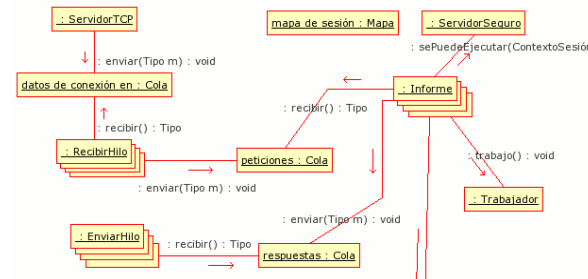 : ServidorTCP
mapa de sesión : Mapa
: ServidorSeguro
: sePuedeEjecutar(ContextoSesión
: enviar(Tipo m) : void
datos de conexión en : Cola
: Informe
: recibir() : Tipo
: recibir() : Tipo
: RecibirHilo
peticiones : Cola
: trabajo() : void
: enviar(Tipo m) : void
: Trabajador
: enviar(Tipo m) : void
: EnviarHilo
: recibir() : Tipo
respuestas : Cola